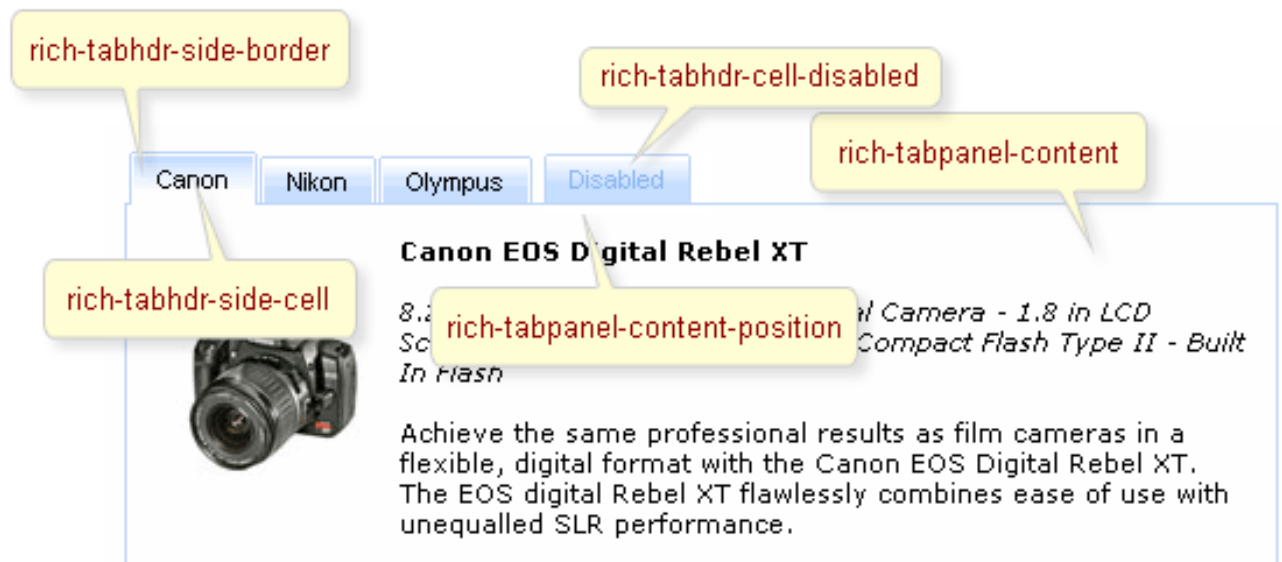 rich-tabhdr-side-border
rich-tabhdr-cell-disabled
rich-tabpanel-content
Canon Nikon Olympus Disabled
Canon EOS Digital Rebel XT
rich-tabhdr-side-cell
rich-tabpanel-content-position
Camera - 1.8 in LCD
Compact Flash Type II - Built
In Flash
Achieve the same professional results as film cameras in a
flexible, digital format with the Canon EOS Digital Rebel XT.
The EOS digital Rebel XT flawlessly combines ease of use with
unequalled SLR performance.